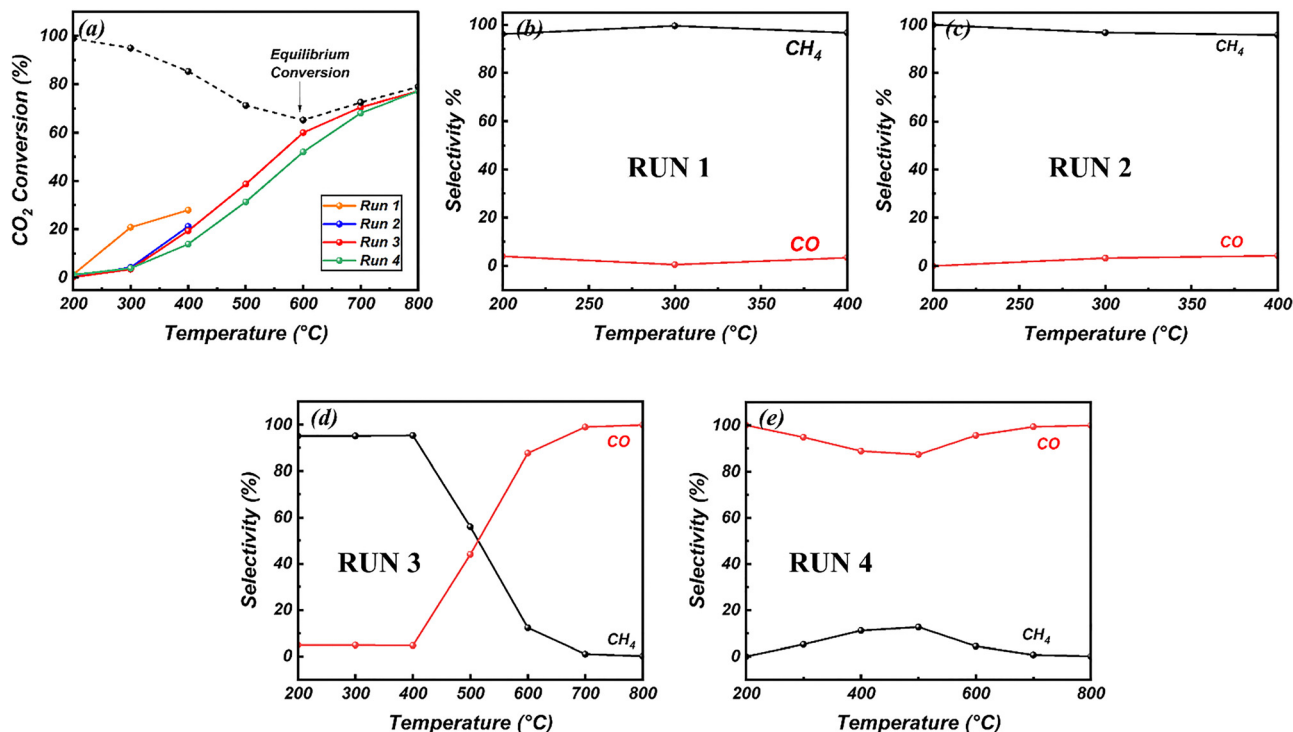 (a)
CO2 Conversion (%)
100
80
60
40
20
0
Equilibrium
Conversion
Run 1
Run 2
Run 3
Run 4
200 300 400 500 600 700 800
Temperature (°C)
(b)
Selectivity %
100
80
60
40
20
0
CH4
RUN 1
CO
200 250 300 350 400
Temperature (°C)
(c)
Selectivity %
100
80
60
40
20
0
CH4
RUN 2
CO
200 250 300 350 400
Temperature (°C)
(d)
Selectivity (%)
100
80
60
40
20
0
CO
RUN 3
CH4
200 300 400 500 600 700 800
Temperature (°C)
(e)
Selectivity (%)
100
80
60
40
20
0
CO
RUN 4
CH4
200 400 600 800
Temperature (°C)